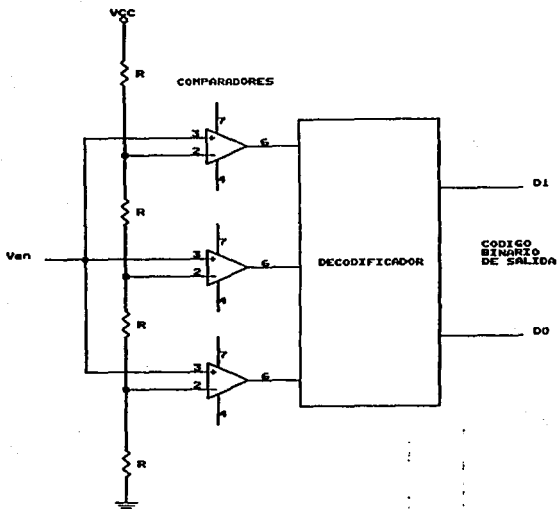 VCC
R
COMPARADORES
7
3
+
2
-
6
4
R
7
Ven
3
+
2
-
6
4
DECODIFICADOR
D1
CODIGO
BINARIO
DE SALIDA
R
D0
7
3
+
2
-
6
4
R